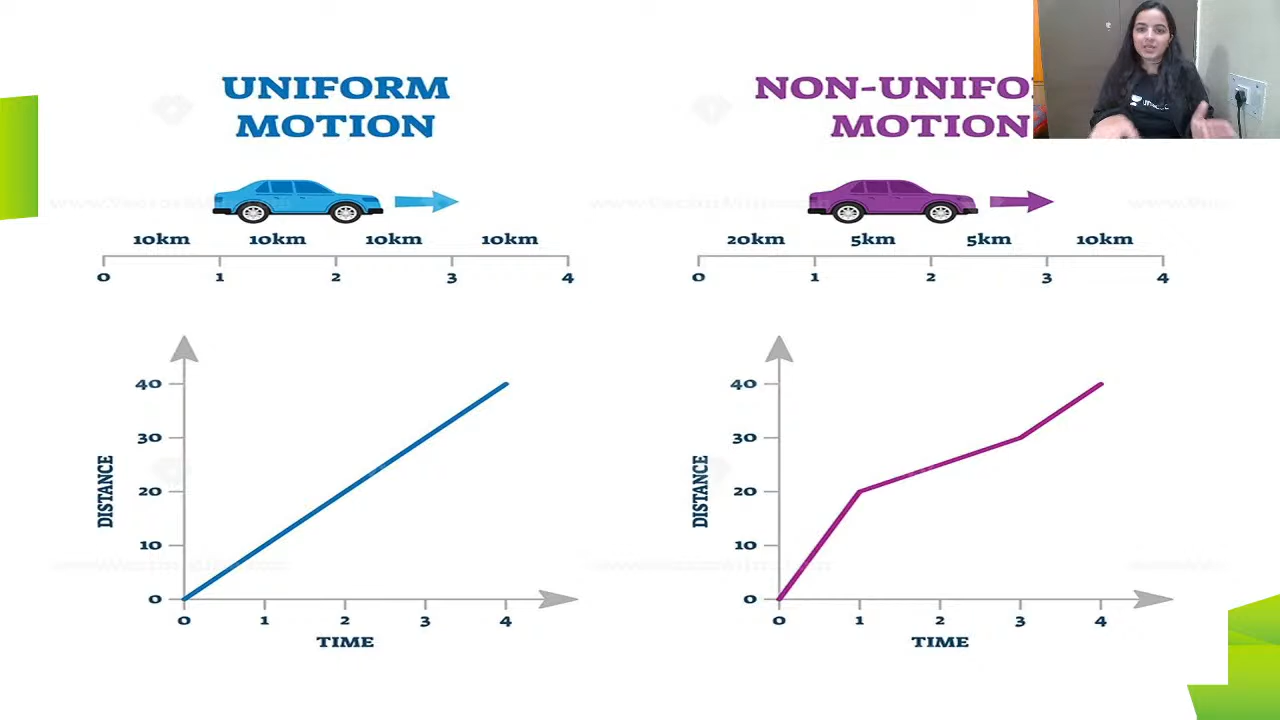 UNIFORM
MOTION
10km 10km 10km 10km
0 1 2 3 4
40
30
20
10
0
DISTANCE
0 1 2 3 4
TIME
NON-UNIFO
MOTION
20km 5km 5km 10km
0 1 2 3 4
40
30
20
10
0
DISTANCE
0 1 2 3 4
TIME